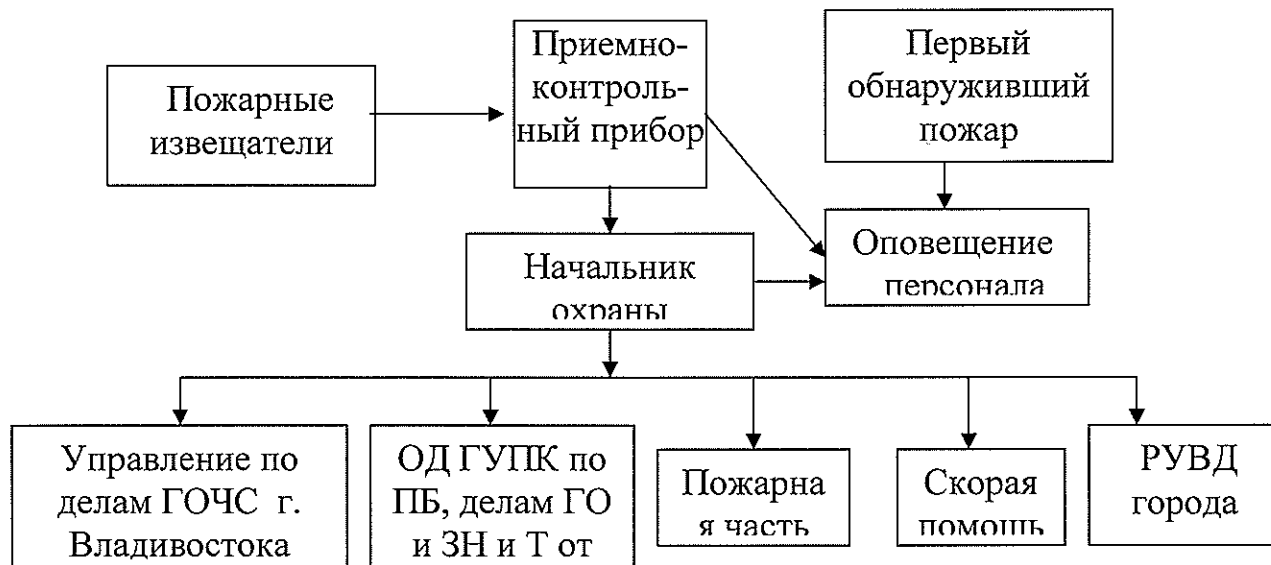 Пожарные
извещатели
Приемно-
контроль-
ный прибор
Первый
обнаруживший
пожар
Начальник
охраны
Оповещение
персонала
Управление по
делам ГОЧС г.
Владивостока
ОД ГУПК по
ПБ, делам ГО
и ЗН и Т от
Пожарна
я часть
Скорая
помощь
РУВД
города